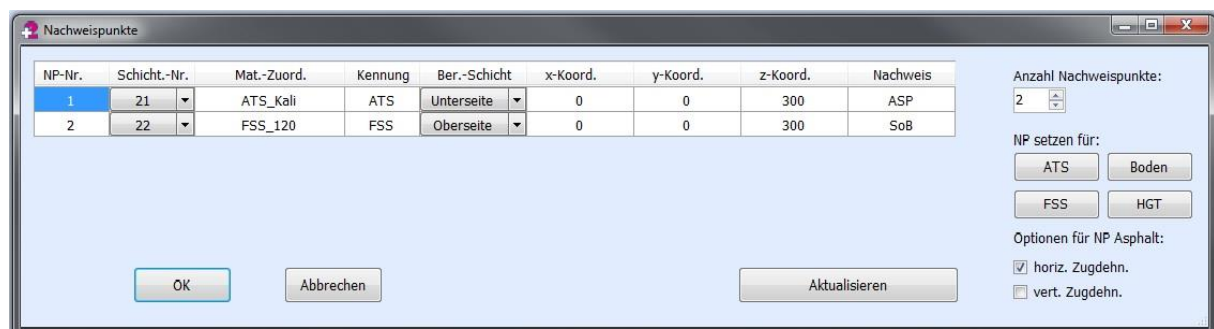 Nachweispunkte
NP-Nr. Schicht.-Nr. Mat.-Zuord. Kennung Ber.-Schicht x-Koord. y-Koord. z-Koord. Nachweis
1 21 ATS_Kali ATS Unterseite 0 0 300 ASP
2 22 FSS_120 FSS Oberseite 0 0 300 SoB
Anzahl Nachweispunkte:
2
NP setzen für:
ATS Boden
FSS HGT
Optionen für NP Asphalt:
horiz. Zugdehn.
vert. Zugdehn.
OK Abbrechen Aktualisieren